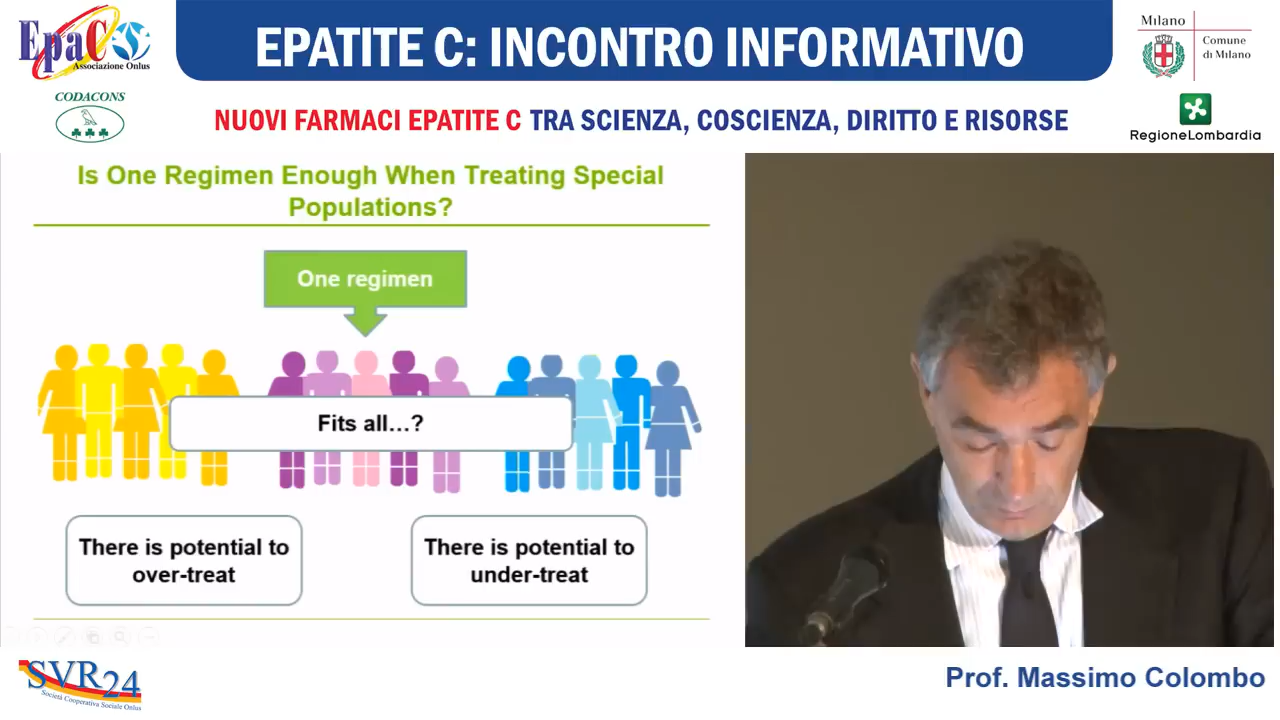 EpaC
Associazione Onlus
EPATITE C: INCONTRO INFORMATIVO
Milano
Comune
di Milano
CODACONS
NUOVI FARMACI EPATITE C TRA SCIENZA, COSCIENZA, DIRITTO E RISORSE
RegioneLombardia
Is One Regimen Enough When Treating Special
Populations?
One regimen
Fits all...?
There is potential to
over-treat
There is potential to
under-treat
SVR24
Società Cooperativa Sociale Onlus
Prof. Massimo Colombo